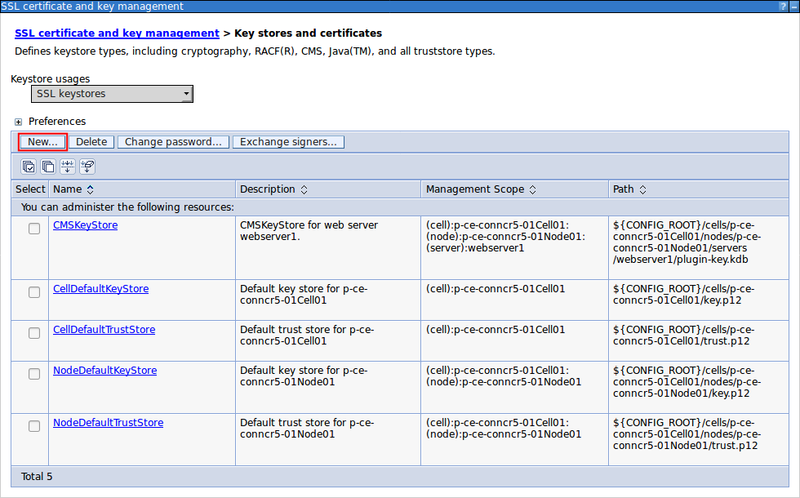 SSL certificate and key management ? –
SSL certificate and key management > Key stores and certificates
Defines keystore types, including cryptography, RACF(R), CMS, Java(TM), and all truststore types.
Keystore usages
SSL keystores
Preferences
New... Delete Change password... Exchange signers...
Select Name Description Management Scope Path
You can administer the following resources:
CMSKeyStore
CMSKeyStore for web server
webserver1.
(cell):p-ce-conncr5-01Cell01:
(node):p-ce-conncr5-01Node01:
(server):webserver1
${CONFIG_ROOT}/cells/p-ce-
conncr5-01Cell01/nodes/p-ce-
conncr5-01Node01/servers
/webserver1/plugin-key.kdb
CellDefaultKeyStore
Default key store for p-ce-
conncr5-01Cell01
(cell):p-ce-conncr5-01Cell01
${CONFIG_ROOT}/cells/p-ce-
conncr5-01Cell01/key.p12
CellDefaultTrustStore
Default trust store for p-ce-
conncr5-01Cell01
(cell):p-ce-conncr5-01Cell01
${CONFIG_ROOT}/cells/p-ce-
conncr5-01Cell01/trust.p12
NodeDefaultKeyStore
Default key store for p-ce-
conncr5-01Node01
(cell):p-ce-conncr5-01Cell01:
(node):p-ce-conncr5-01Node01
${CONFIG_ROOT}/cells/p-ce-
conncr5-01Cell01/nodes/p-ce-
conncr5-01Node01/key.p12
NodeDefaultTrustStore
Default trust store for p-ce-
conncr5-01Node01
(cell):p-ce-conncr5-01Cell01:
(node):p-ce-conncr5-01Node01
${CONFIG_ROOT}/cells/p-ce-
conncr5-01Cell01/nodes/p-ce-
conncr5-01Node01/trust.p12
Total 5